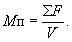 Mп = ΣF / V.